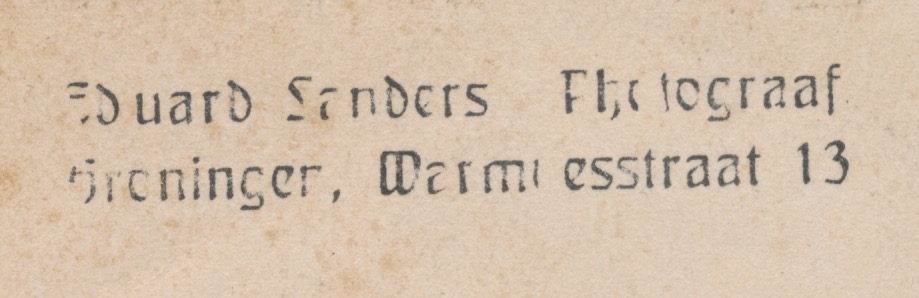 Eduard Sanders Photograaf
Groningen, Warmoesstraat 13